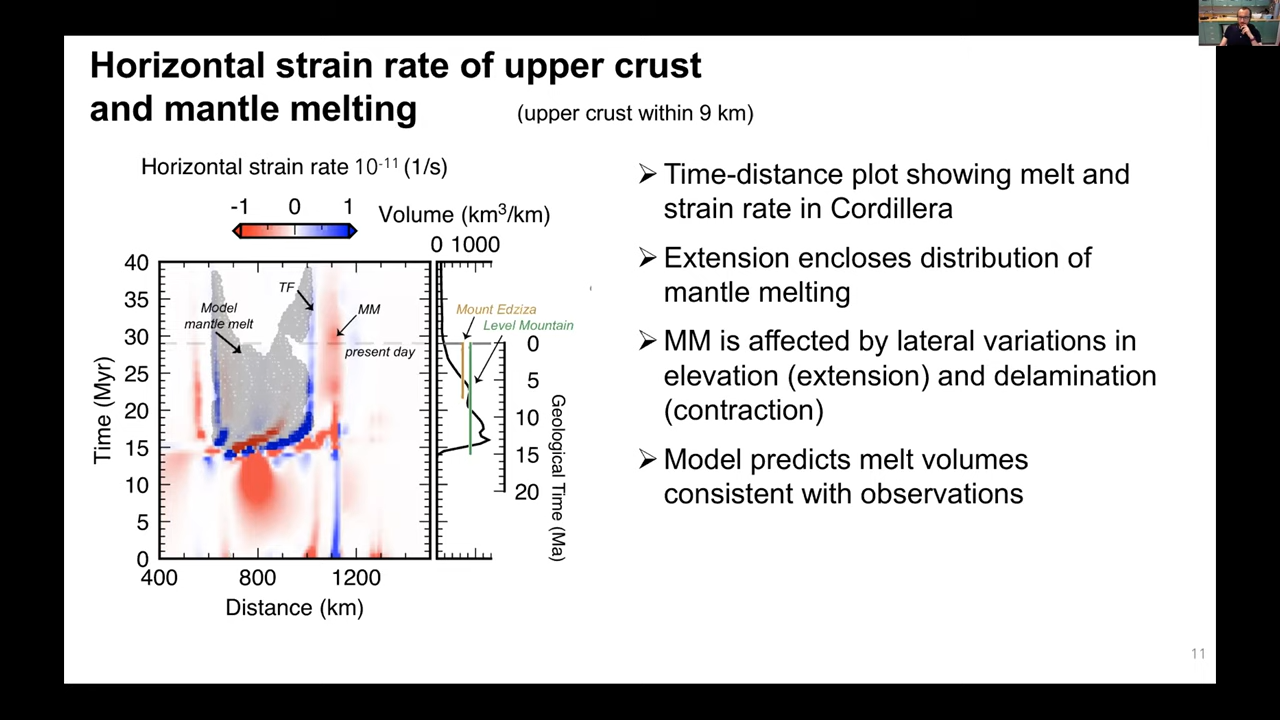 Horizontal strain rate of upper crust
and mantle melting
(upper crust within 9 km)
Horizontal strain rate 10⁻¹¹ (1/s)
-1 0 1
Volume (km³/km)
0 1000
40
35
30
25
20
15
10
5
0
Time (Myr)
400 800 1200
Distance (km)
Model
mantle melt
TF
MM
present day
Mount Edziza
Level Mountain
0
5
10
15
20
Geological Time (Ma)
➢ Time-distance plot showing melt and
strain rate in Cordillera
➢ Extension encloses distribution of
mantle melting
➢ MM is affected by lateral variations in
elevation (extension) and delamination
(contraction)
➢ Model predicts melt volumes
consistent with observations
11